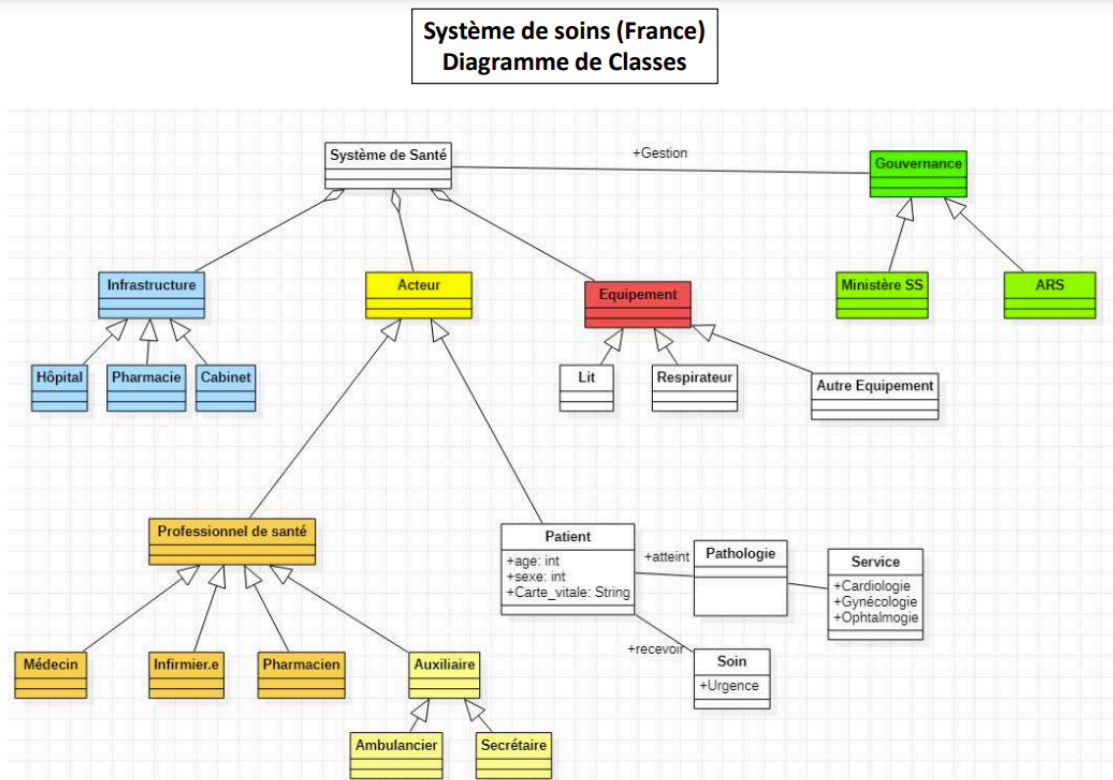 Système de soins (France)
Diagramme de Classes
Système de Santé
+Gestion
Gouvernance
Infrastructure
Acteur
Equipement
Ministère SS
ARS
Hôpital
Pharmacie
Cabinet
Lit
Respirateur
Autre Equipement
Professionnel de santé
Patient
+age: int
+sexe: int
+Carte_vitale: String
+atteint
Pathologie
Service
+Cardiologie
+Gynécologie
+Ophtalmogie
+recevoir
Soin
+Urgence
Médecin
Infirmier.e
Pharmacien
Auxiliaire
Ambulancier
Secrétaire